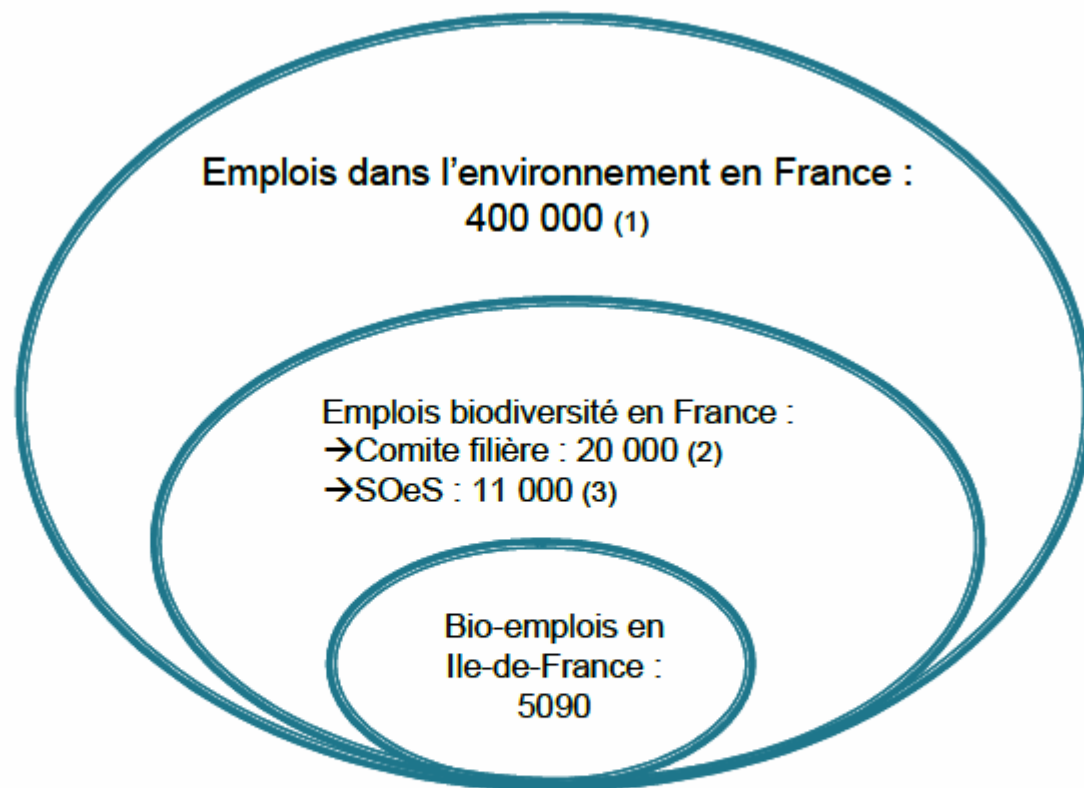 Emplois dans l'environnement en France :
400 000 (1)
Emplois biodiversité en France :
→Comite filière : 20 000 (2)
→SOeS : 11 000 (3)
Bio-emplois en
Ile-de-France :
5090